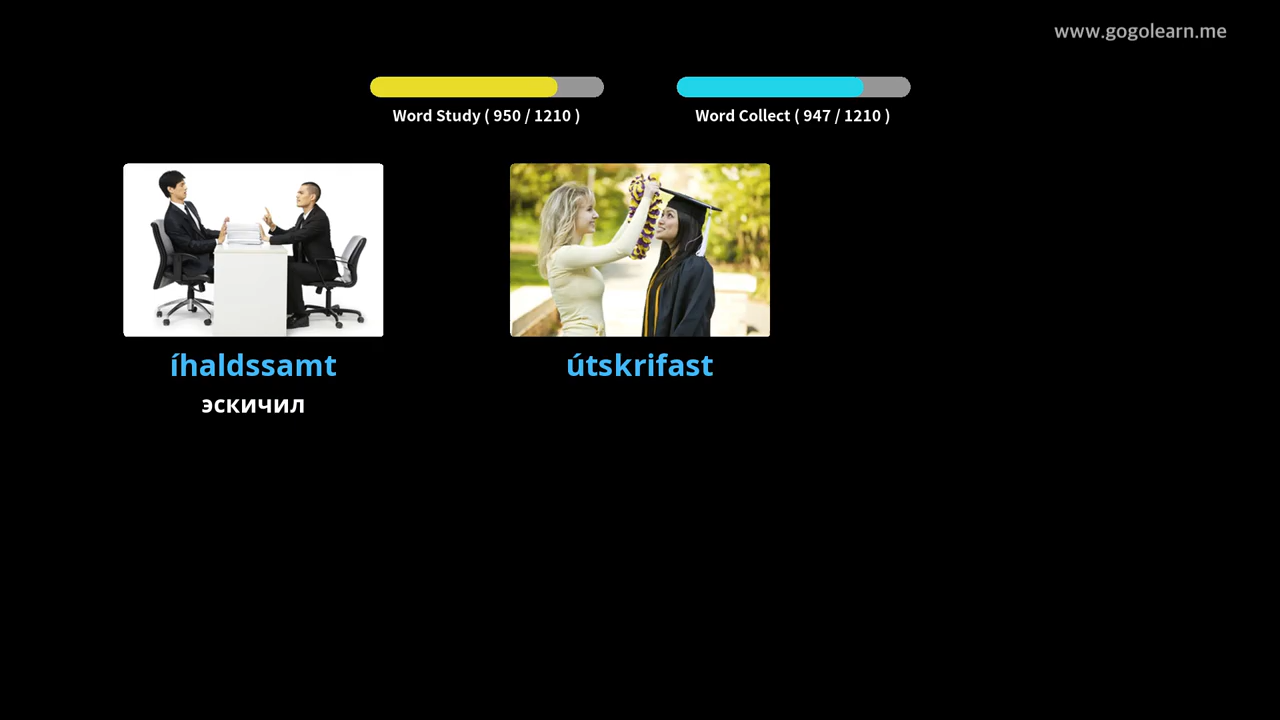 www.gogolearn.me
Word Study ( 950 / 1210 )
Word Collect ( 947 / 1210 )
íhaldssamt
эскичил
útskrifast